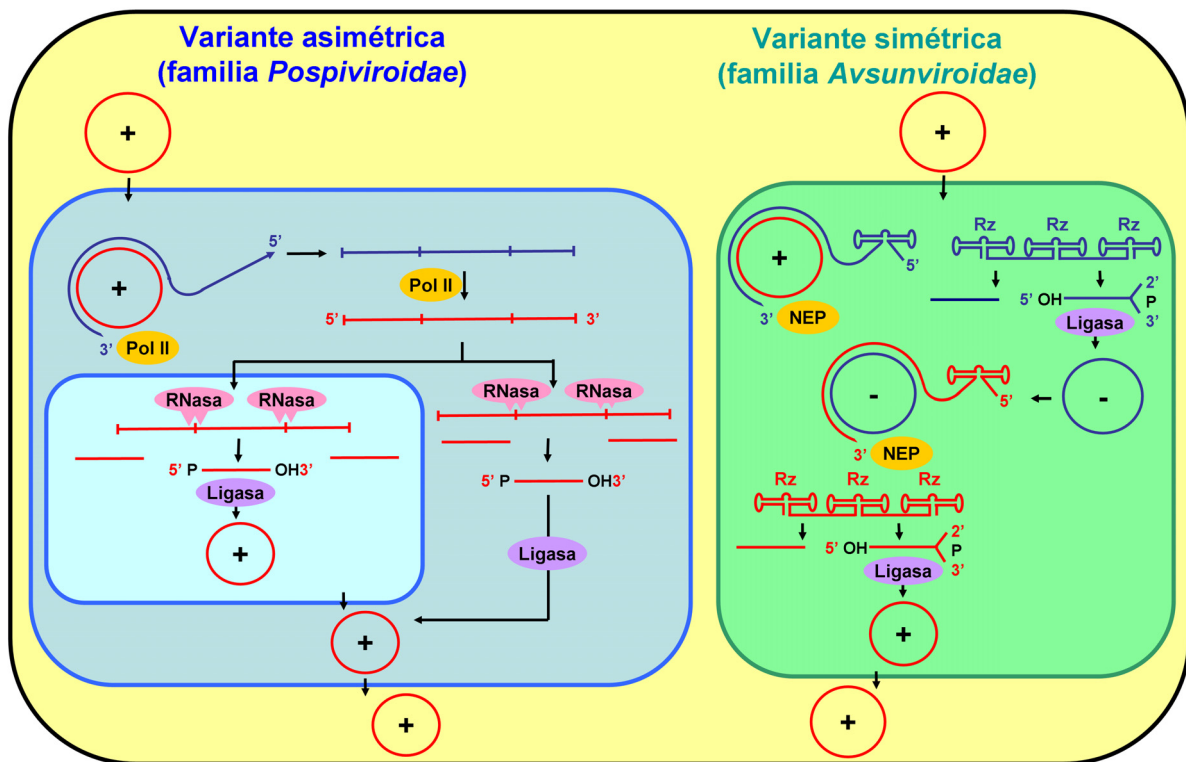 Variante asimétrica
(familia Pospiviroidae)
+
5’
+
3’ Pol II
Pol II
5’ 3’
RNasa RNasa
5’ P OH3’
Ligasa
+
RNasa RNasa
5’ P OH3’
Ligasa
+
+
Variante simétrica
(familia Avsunviroidae)
+
+
5’
3’ NEP
Rz Rz Rz
5’ OH 2’
P
3’
Ligasa
-
-
5’
3’ NEP
Rz Rz Rz
5’ OH 2’
P
3’
Ligasa
+
+